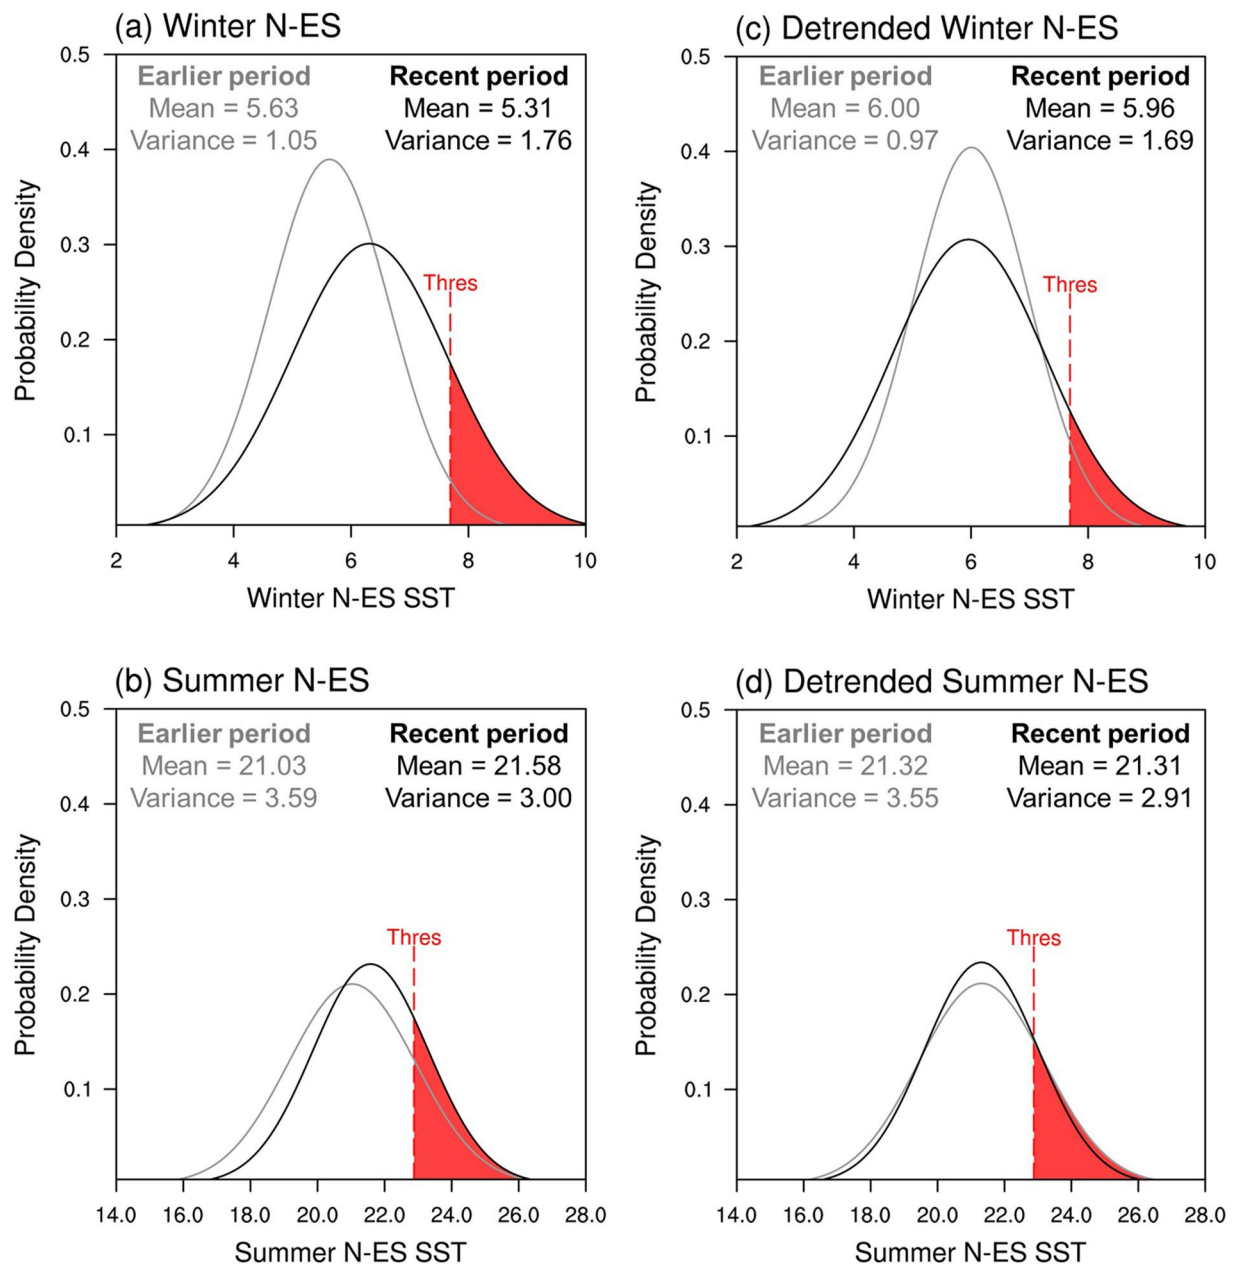 (a) Winter N-ES
Earlier period
Mean = 5.63
Variance = 1.05
Recent period
Mean = 5.31
Variance = 1.76
Thres
Probability Density
0.5
0.4
0.3
0.2
0.1
2 4 6 8 10
Winter N-ES SST
(c) Detrended Winter N-ES
Earlier period
Mean = 6.00
Variance = 0.97
Recent period
Mean = 5.96
Variance = 1.69
Thres
Probability Density
0.5
0.4
0.3
0.2
0.1
2 4 6 8 10
Winter N-ES SST
(b) Summer N-ES
Earlier period
Mean = 21.03
Variance = 3.59
Recent period
Mean = 21.58
Variance = 3.00
Thres
Probability Density
0.5
0.4
0.3
0.2
0.1
14.0 16.0 18.0 20.0 22.0 24.0 26.0 28.0
Summer N-ES SST
(d) Detrended Summer N-ES
Earlier period
Mean = 21.32
Variance = 3.55
Recent period
Mean = 21.31
Variance = 2.91
Thres
Probability Density
0.5
0.4
0.3
0.2
0.1
14.0 16.0 18.0 20.0 22.0 24.0 26.0 28.0
Summer N-ES SST